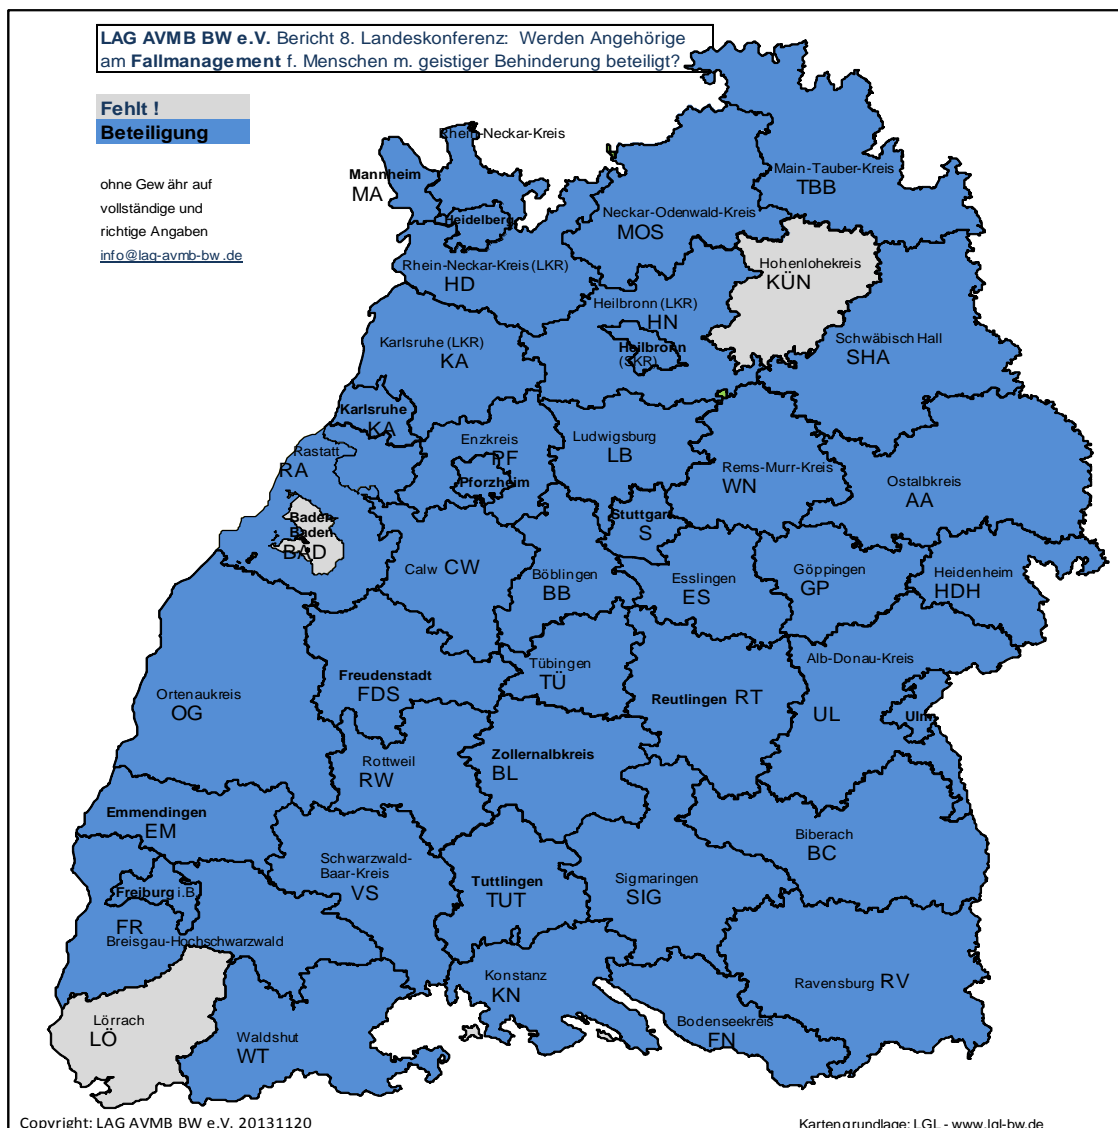 LAG AVMB BW e.V. Bericht 8. Landeskonferenz: Werden Angehörige
am Fallmanagement f. Menschen m. geistiger Behinderung beteiligt?
Fehlt !
Beteiligung
ohne Gewähr auf
vollständige und
richtige Angaben
info@lag-avmb-bw.de
Rhein-Neckar-Kreis
Mannheim
MA
Heidelberg
Rhein-Neckar-Kreis (LKR)
HD
Main-Tauber-Kreis
TBB
Neckar-Odenwald-Kreis
MOS
Hohenlohekreis
KÜN
Heilbronn (LKR)
HN
Heilbronn
(SKR)
Schwäbisch Hall
SHA
Karlsruhe (LKR)
KA
Karlsruhe
KA
Rastatt
RA
Enzkreis
PF
Pforzheim
Ludwigsburg
LB
Rems-Murr-Kreis
WN
Ostalbkreis
AA
Baden-
Baden
BAD
Stuttgart
S
Calw CW
Böblingen
BB
Esslingen
ES
Göppingen
GP
Heidenheim
HDH
Alb-Donau-Kreis
UL
Ulm
Freudenstadt
FDS
Tübingen
TÜ
Reutlingen RT
Ortenaukreis
OG
Rottweil
RW
Zollernalbkreis
BL
Emmendingen
EM
Biberach
BC
Schwarzwald-
Baar-Kreis
VS
Tuttlingen
TUT
Sigmaringen
SIG
Freiburg i.B.
FR
Breisgau-Hochschwarzwald
Konstanz
KN
Ravensburg RV
Bodenseekreis
FN
Lörrach
LÖ
Waldshut
WT
Copyright: LAG AVMB BW e.V. 20131120
Kartengrundlage: LGL - www.lgl-bw.de